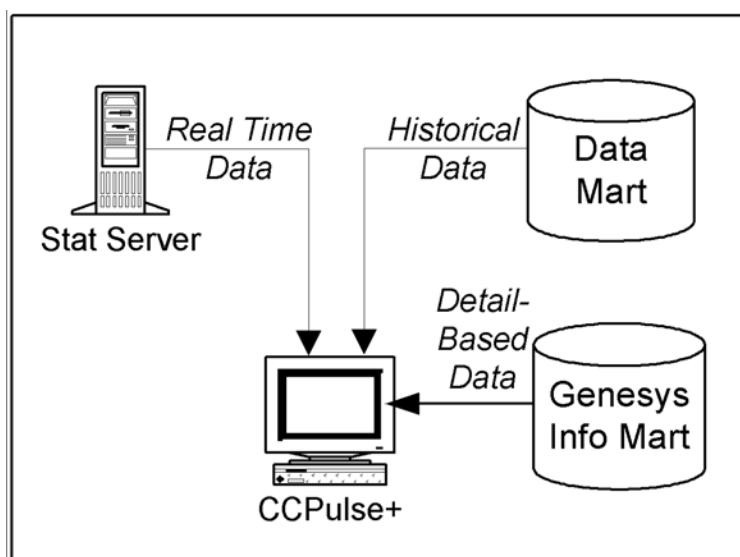 Real Time
Data
Historical
Data
Data
Mart
Stat Server
Detail-
Based
Data
Genesys
Info Mart
CCPulse+